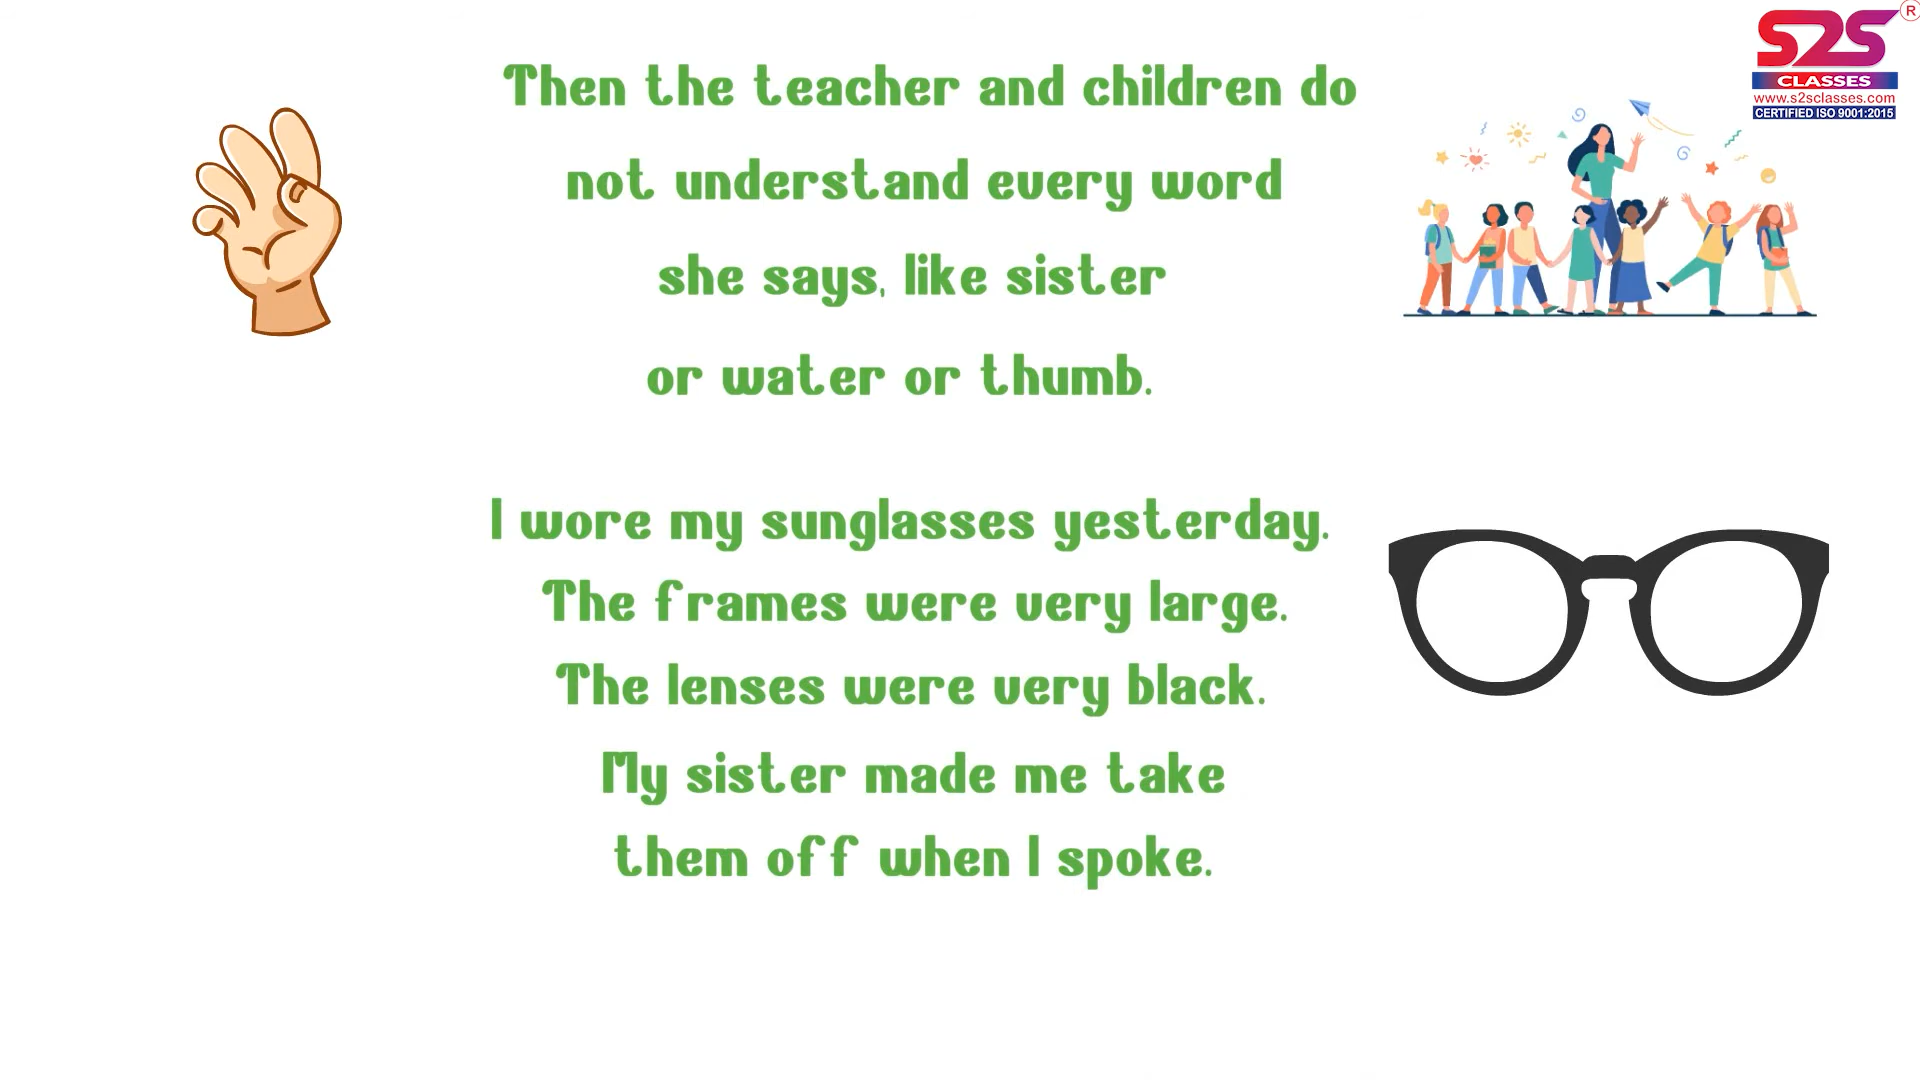 S2S ®
CLASSES
www.s2sclasses.com
CERTIFIED ISO 9001:2015
Then the teacher and children do
not understand every word
she says, like sister
or water or thumb.
I wore my sunglasses yesterday.
The frames were very large.
The lenses were very black.
My sister made me take
them off when I spoke.